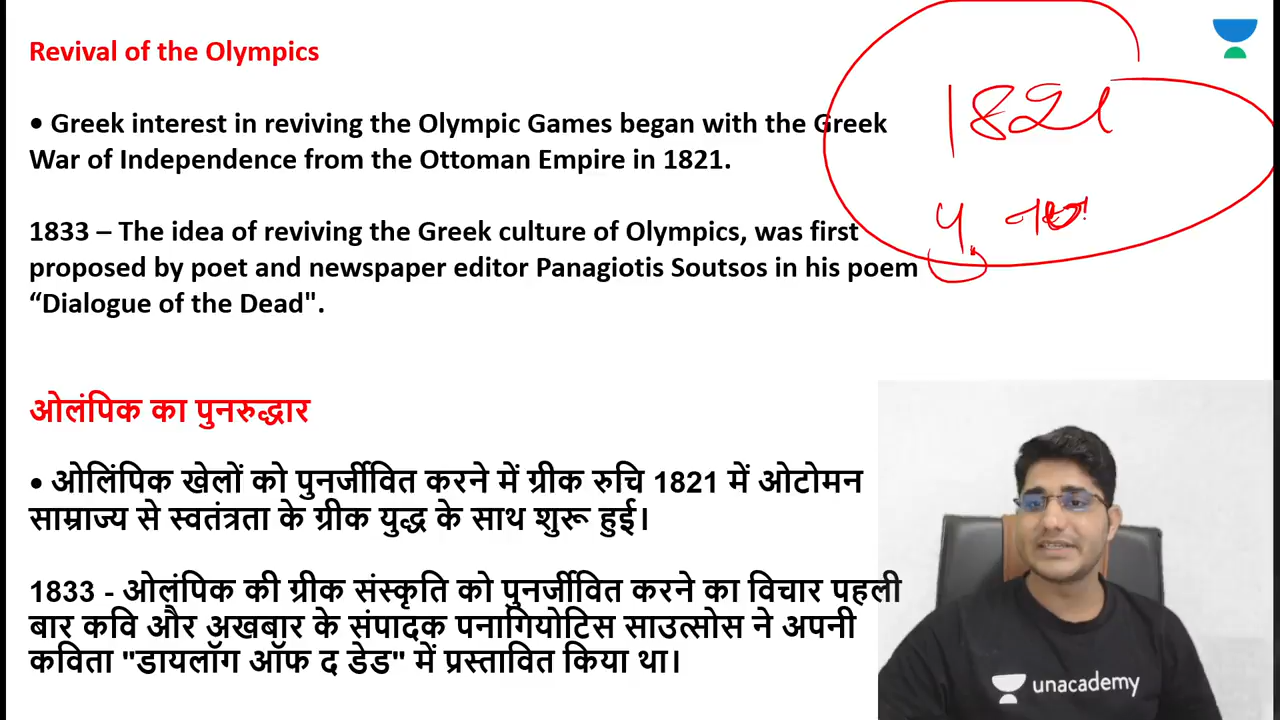 Revival of the Olympics
• Greek interest in reviving the Olympic Games began with the Greek
War of Independence from the Ottoman Empire in 1821.
1833 – The idea of reviving the Greek culture of Olympics, was first
proposed by poet and newspaper editor Panagiotis Soutsos in his poem
“Dialogue of the Dead".
1821
ओलंपिक का पुनरुद्धार
• ओलिंपिक खेलों को पुनर्जीवित करने में ग्रीक रुचि 1821 में ओटोमन
साम्राज्य से स्वतंत्रता के ग्रीक युद्ध के साथ शुरू हुई।
1833 - ओलंपिक की ग्रीक संस्कृति को पुनर्जीवित करने का विचार पहली
बार कवि और अखबार के संपादक पनागियोटिस साउत्सोस ने अपनी
कविता "डायलॉग ऑफ द डेड" में प्रस्तावित किया था।
unacademy